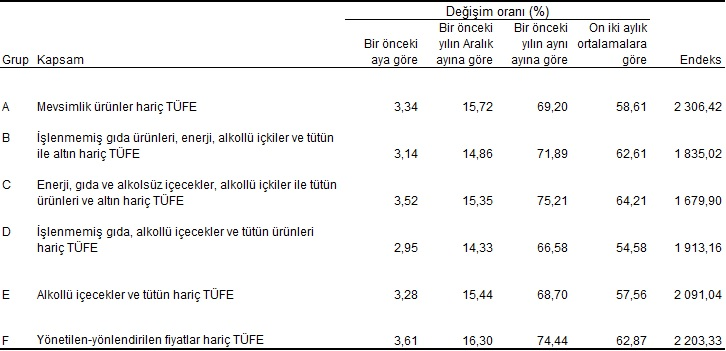 Değişim oranı (%)
Grup Kapsam Bir önceki aya göre Bir önceki yılın Aralık ayına göre Bir önceki yılın aynı ayına göre On iki aylık ortalamalara göre Endeks
A Mevsimlik ürünler hariç TÜFE 3,34 15,72 69,20 58,61 2 306,42
B İşlenmemiş gıda ürünleri, enerji, alkollü içkiler ve tütün
ile altın hariç TÜFE 3,14 14,86 71,89 62,61 1 835,02
C Enerji, gıda ve alkolsüz içecekler, alkollü içkiler ile tütün
ürünleri ve altın hariç TÜFE 3,52 15,35 75,21 64,21 1 679,90
D İşlenmemiş gıda, alkollü içecekler ve tütün ürünleri
hariç TÜFE 2,95 14,33 66,58 54,58 1 913,16
E Alkollü içecekler ve tütün hariç TÜFE 3,28 15,44 68,70 57,56 2 091,04
F Yönetilen-yönlendirilen fiyatlar hariç TÜFE 3,61 16,30 74,44 62,87 2 203,33